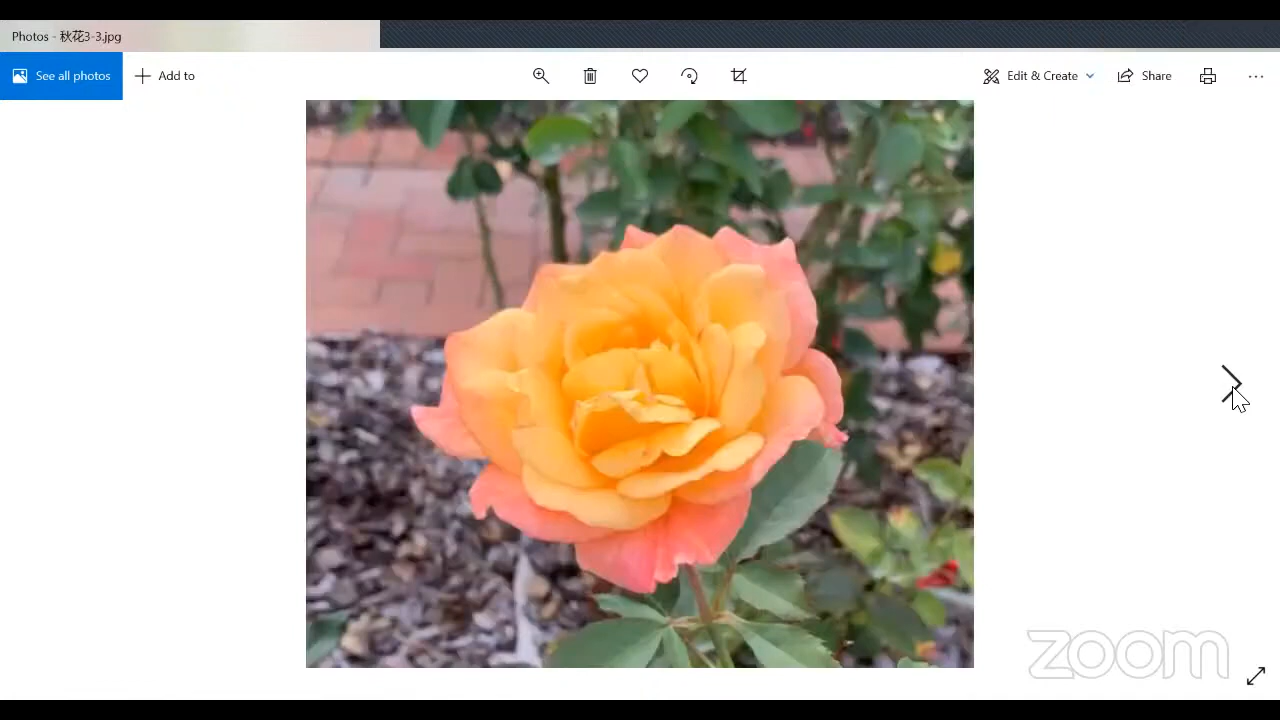 Photos - 秋花3-3.jpg
See all photos
Add to
Edit & Create
Share
zoom